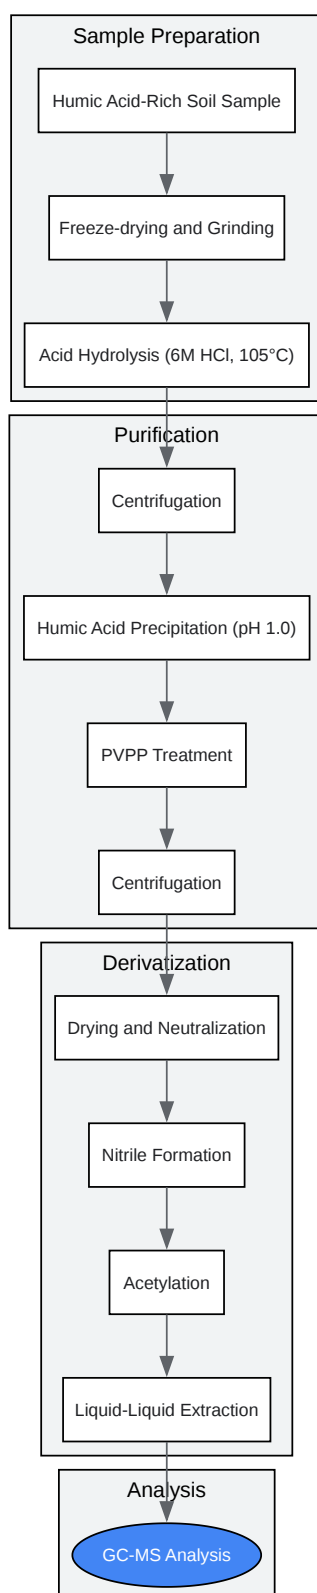 Sample Preparation
Humic Acid-Rich Soil Sample
Freeze-drying and Grinding
Acid Hydrolysis (6M HCl, 105°C)
Purification
Centrifugation
Humic Acid Precipitation (pH 1.0)
PVPP Treatment
Centrifugation
Derivatization
Drying and Neutralization
Nitrile Formation
Acetylation
Liquid-Liquid Extraction
Analysis
GC-MS Analysis